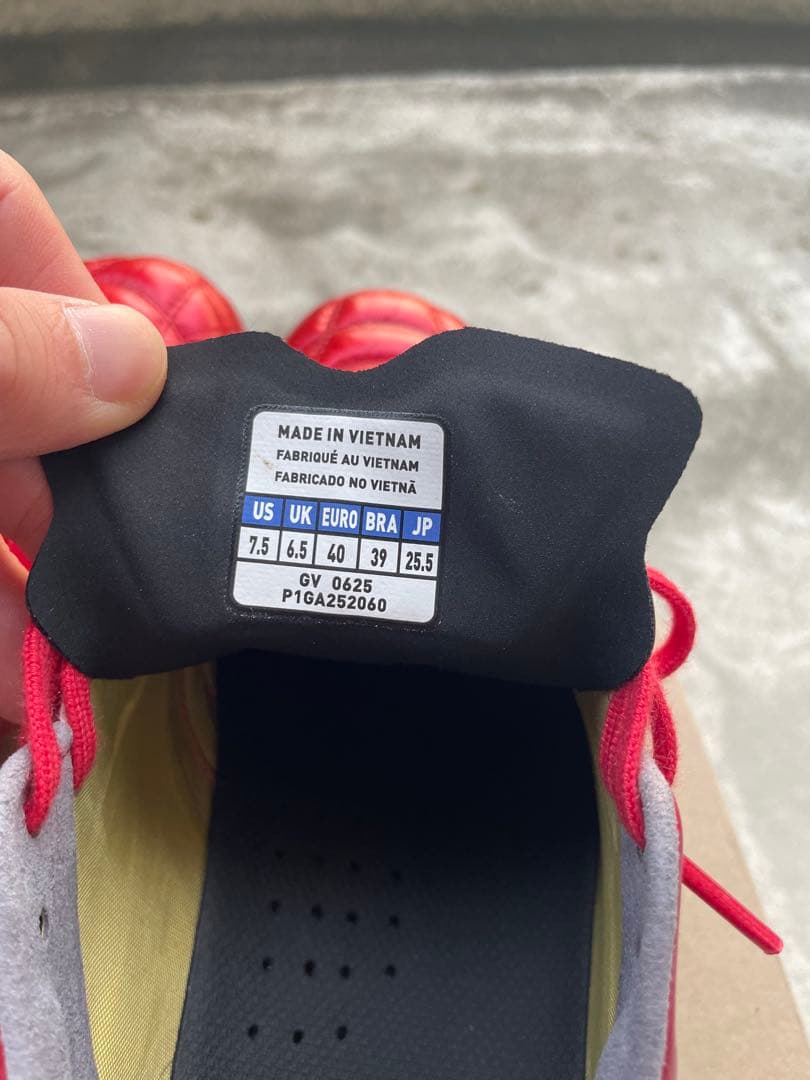 MADE IN VIETNAM
FABRIQUÉ AU VIETNAM
FABRICADO NO VIETNÃ
US UK EURO BRA JP
7.5 6.5 40 39 25.5
GV 0625
P1GA252060